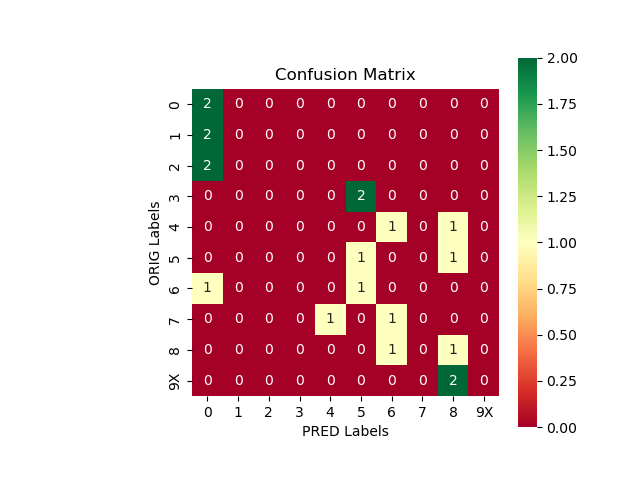 Confusion Matrix
ORIG Labels
0 2 0 0 0 0 0 0 0 0 0
1 2 0 0 0 0 0 0 0 0 0
2 2 0 0 0 0 0 0 0 0 0
3 0 0 0 0 0 2 0 0 0 0
4 0 0 0 0 0 0 1 0 1 0
5 0 0 0 0 0 1 0 0 1 0
6 1 0 0 0 0 1 0 0 0 0
7 0 0 0 0 1 0 1 0 0 0
8 0 0 0 0 0 0 1 0 1 0
9X 0 0 0 0 0 0 0 0 2 0
0 1 2 3 4 5 6 7 8 9X
PRED Labels
2.00
1.75
1.50
1.25
1.00
0.75
0.50
0.25
0.00